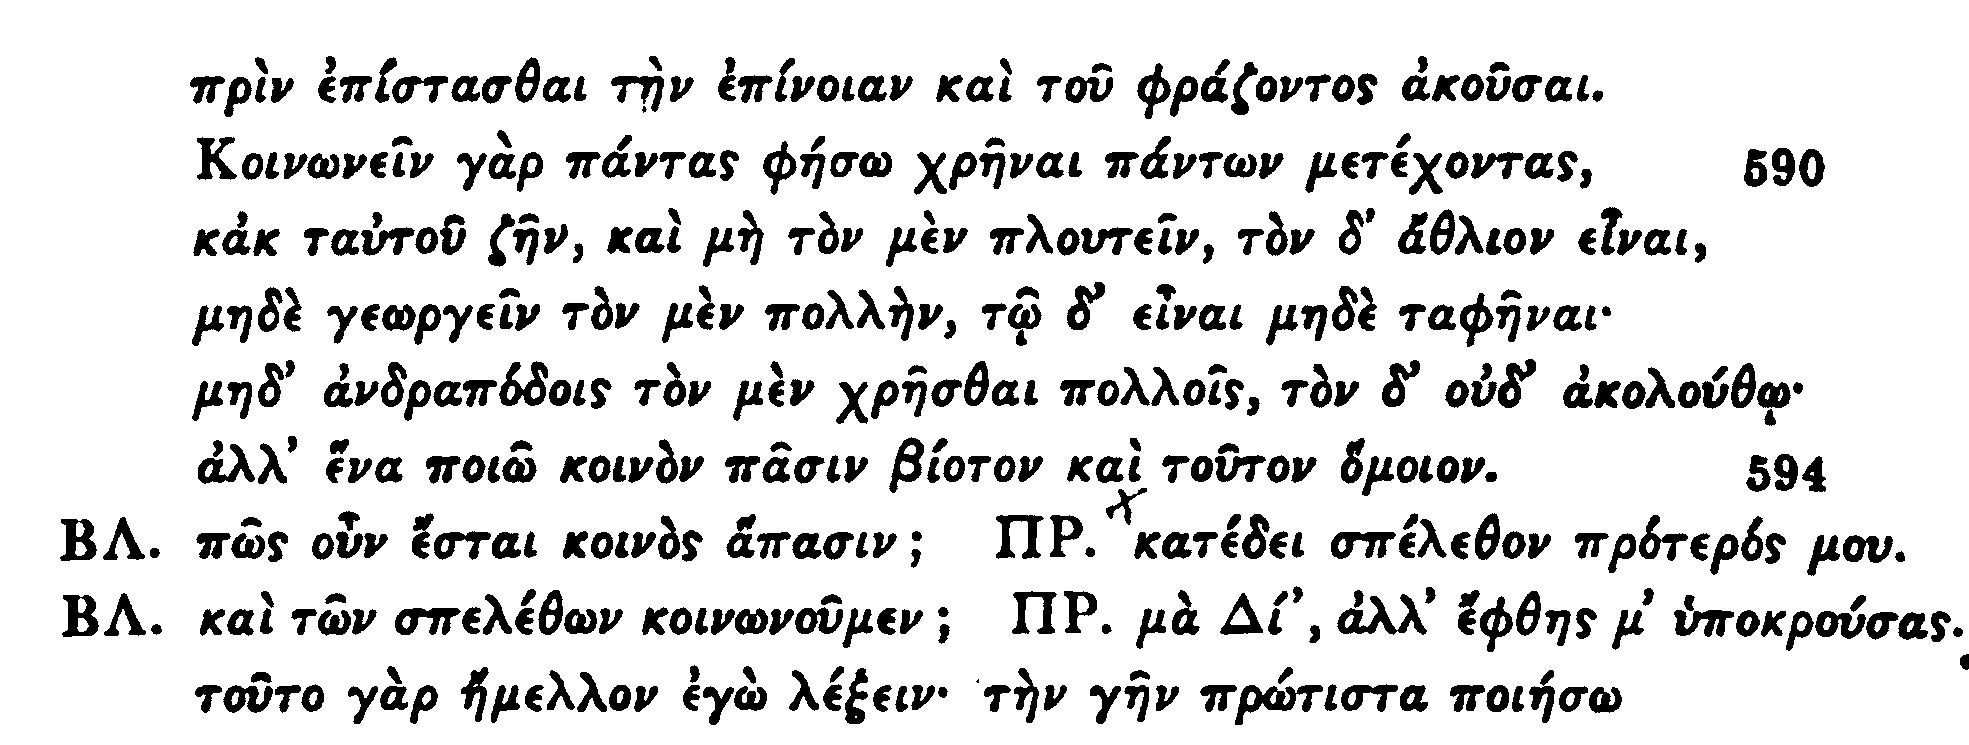 πρὶν ἐπίστασθαι τὴν ἐπίνοιαν καὶ τοῦ φράζοντος ἀκοῦσαι.
Κοινωνεῖν γὰρ πάντας φήσω χρῆναι πάντων μετέχοντας, 590
κἀκ ταὐτοῦ ζῆν, καὶ μὴ τὸν μὲν πλουτεῖν, τὸν δ’ ἄθλιον εἶναι,
μηδὲ γεωργεῖν τὸν μὲν πολλὴν, τῷ δ’ εἶναι μηδὲ ταφῆναι·
μηδ’ ἀνδραπόδοις τὸν μὲν χρῆσθαι πολλοῖς, τὸν δ’ οὐδ’ ἀκολούθῳ·
ἀλλ’ ἕνα ποιῶ κοινὸν πᾶσιν βίοτον καὶ τοῦτον ὅμοιον. 594
ΒΛ. πῶς οὖν ἔσται κοινὸς ἅπασιν; ΠΡ. κατέδει σπέλεθον πρότερός μου.
ΒΛ. καὶ τῶν σπελέθων κοινωνοῦμεν; ΠΡ. μὰ Δί’, ἀλλ’ ἔφθης μ’ ὑποκρούσας.
τοῦτο γὰρ ἤμελλον ἐγὼ λέξειν· τὴν γῆν πρώτιστα ποιήσω